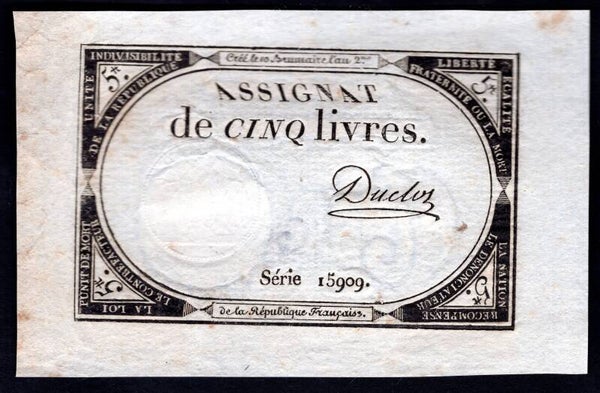 Créé le 10 Brumaire l'an 2.me
UNITÉ
INDIVISIBILITÉ
DE LA RÉPUBLIQUE
5.#
LIBERTÉ
ÉGALITÉ
FRATERNITÉ OU LA MORT
5.#
ASSIGNAT
de CINQ livres.
Duclos
Série 15909.
LA LOI
PUNIT DE MORT
LE CONTREFACTEUR
5.#
LA NATION
RÉCOMPENSE
LE DÉNONCIATEUR
5.#
de la République Française.